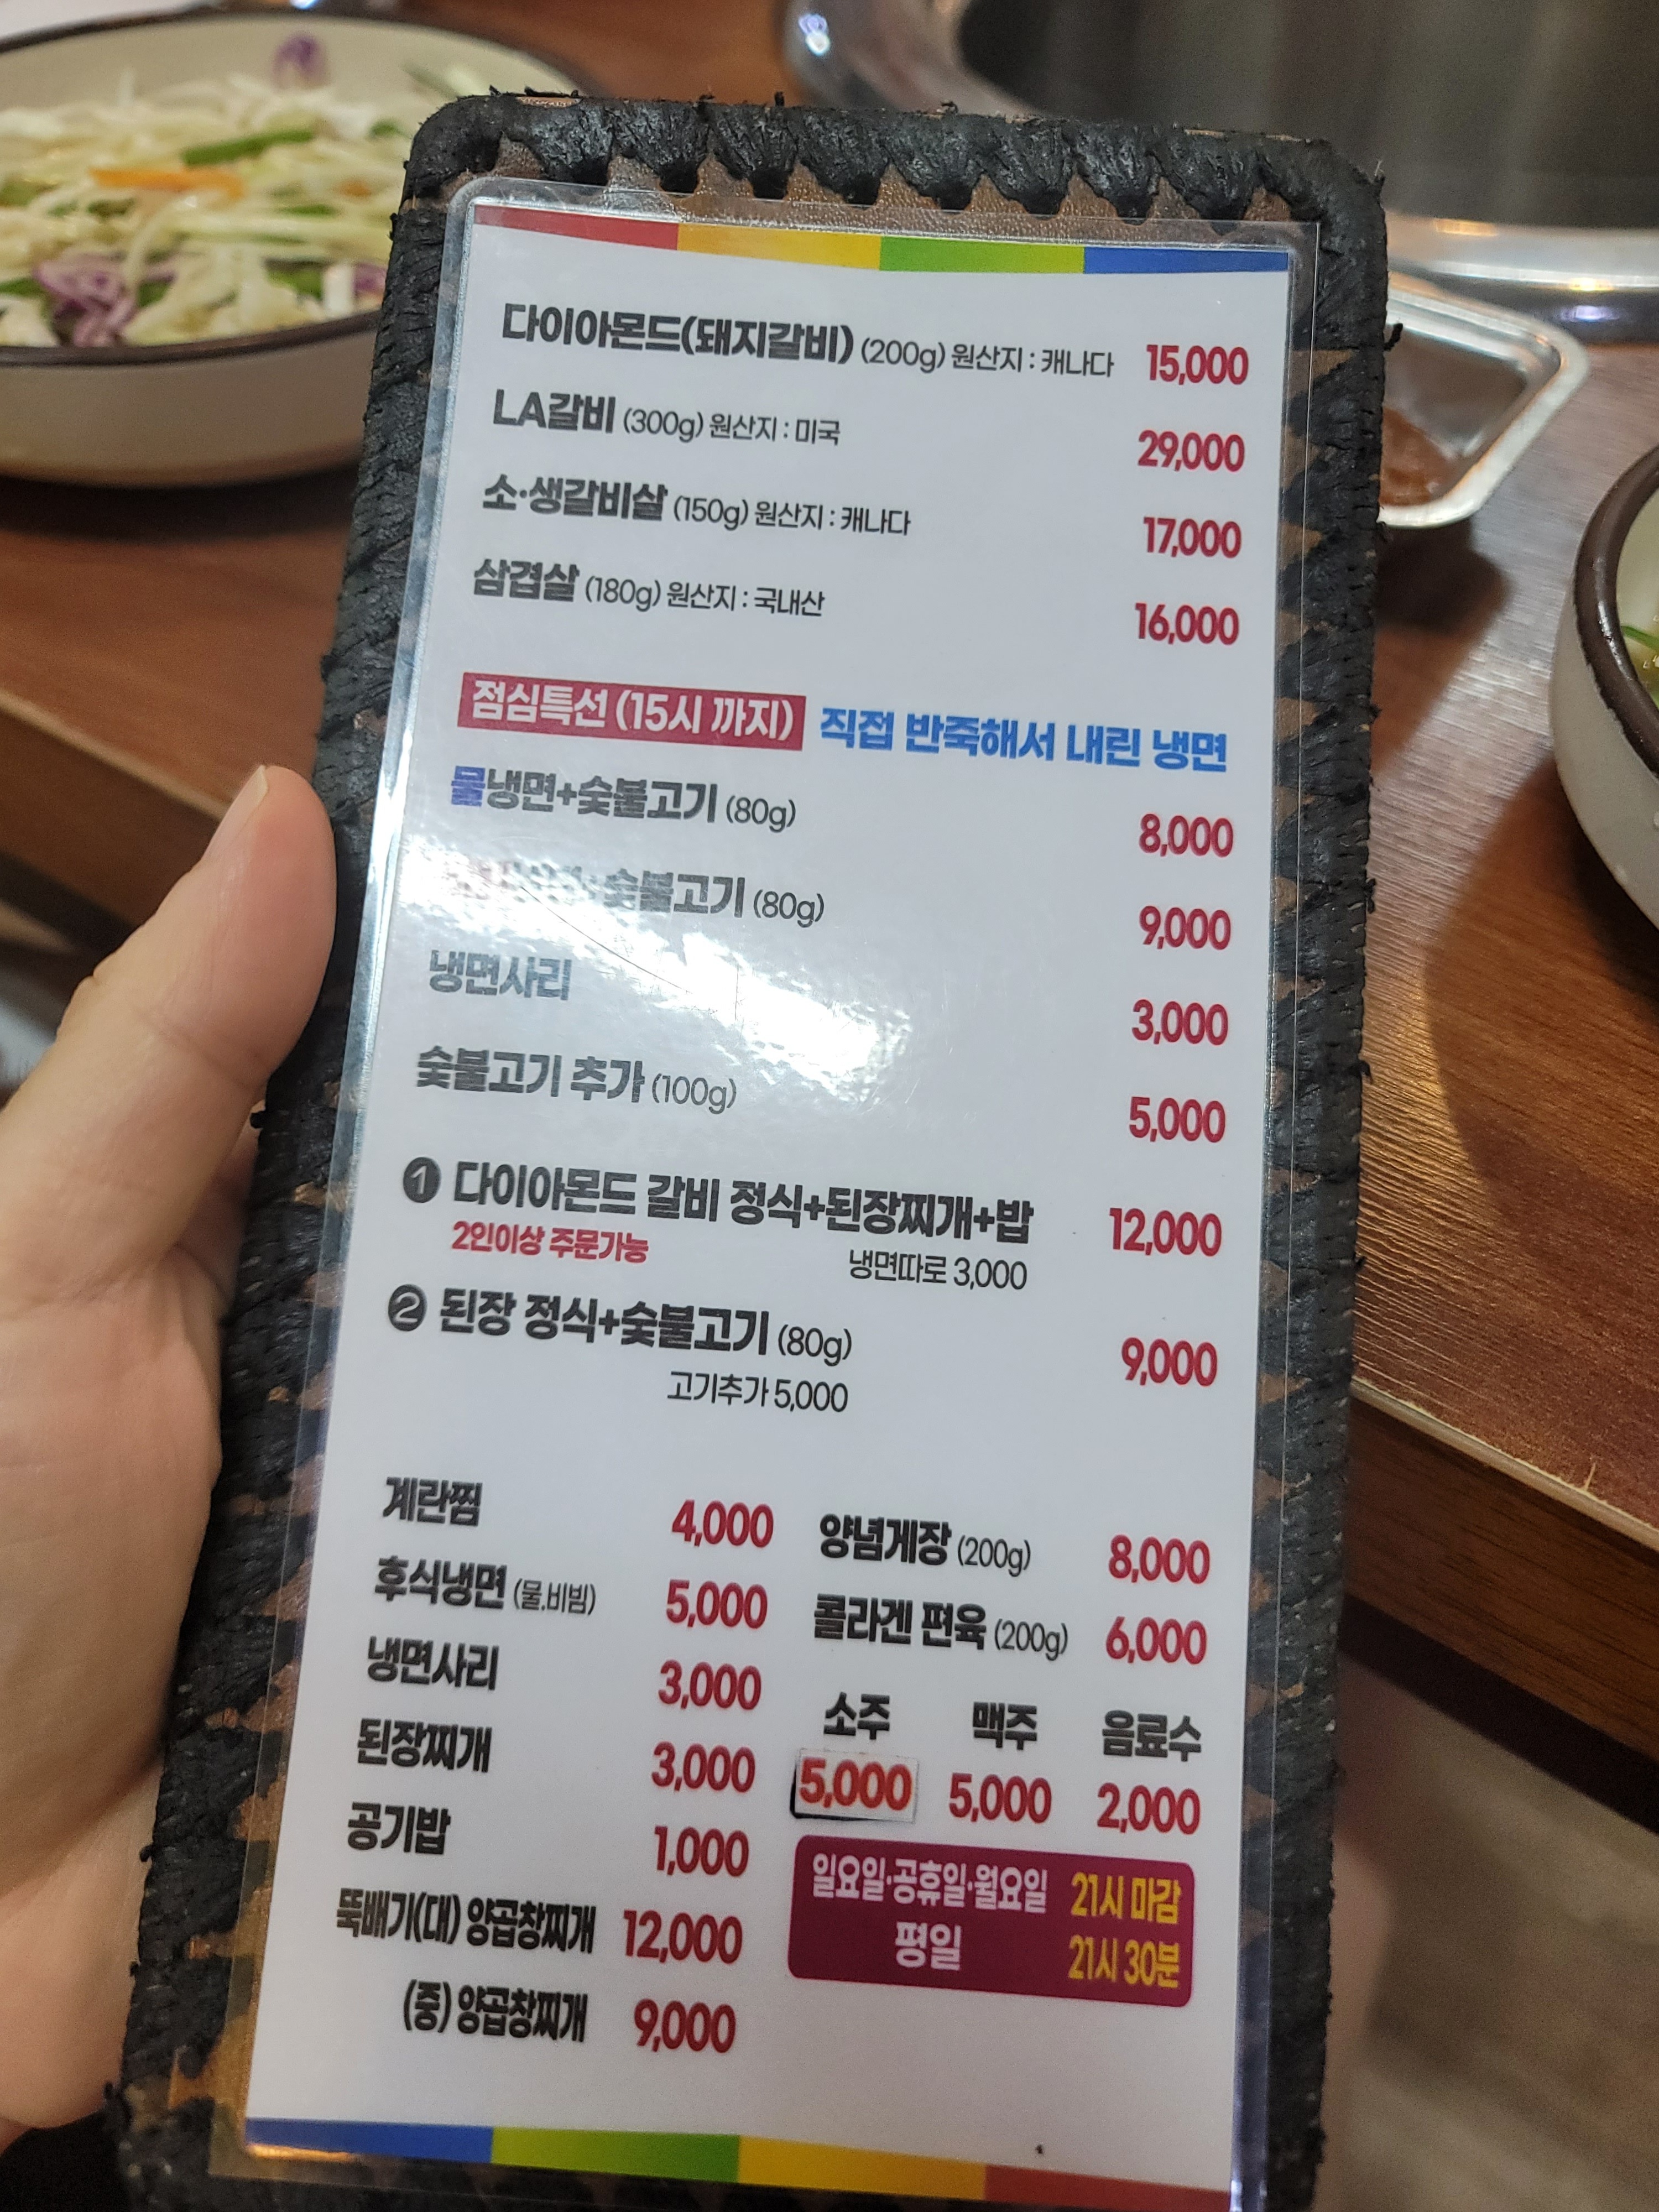 다이아몬드(돼지갈비) (200g) 원산지 : 캐나다 15,000
LA갈비 (300g) 원산지 : 미국 29,000
소·생갈비살 (150g) 원산지 : 캐나다 17,000
삼겹살 (180g) 원산지 : 국내산 16,000
점심특선 (15시 까지) 직접 반죽해서 내린 냉면
물냉면+숯불고기 (80g) 8,000
숯불고기 (80g) 9,000
냉면사리 3,000
숯불고기 추가 (100g) 5,000
❶ 다이아몬드 갈비 정식+된장찌개+밥 12,000
2인이상 주문가능 냉면따로 3,000
❷ 된장 정식+숯불고기 (80g) 9,000
고기추가 5,000
계란찜 4,000
후식냉면 (물.비빔) 5,000
냉면사리 3,000
된장찌개 3,000
공기밥 1,000
뚝배기(대) 양곱창찌개 12,000
(중) 양곱창찌개 9,000
양념게장 (200g) 8,000
콜라겐 편육 (200g) 6,000
소주 맥주 음료수
5,000 5,000 2,000
일요일·공휴일·월요일 21시 마감
평일 21시 30분